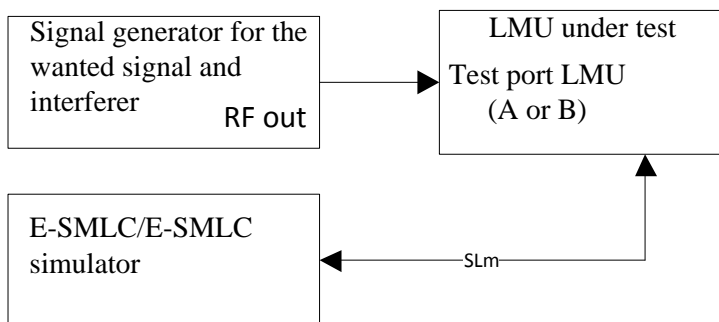 Signal generator for the
wanted signal and
interferer
RF out
LMU under test
Test port LMU
(A or B)
E-SMLC/E-SMLC
simulator
SLm